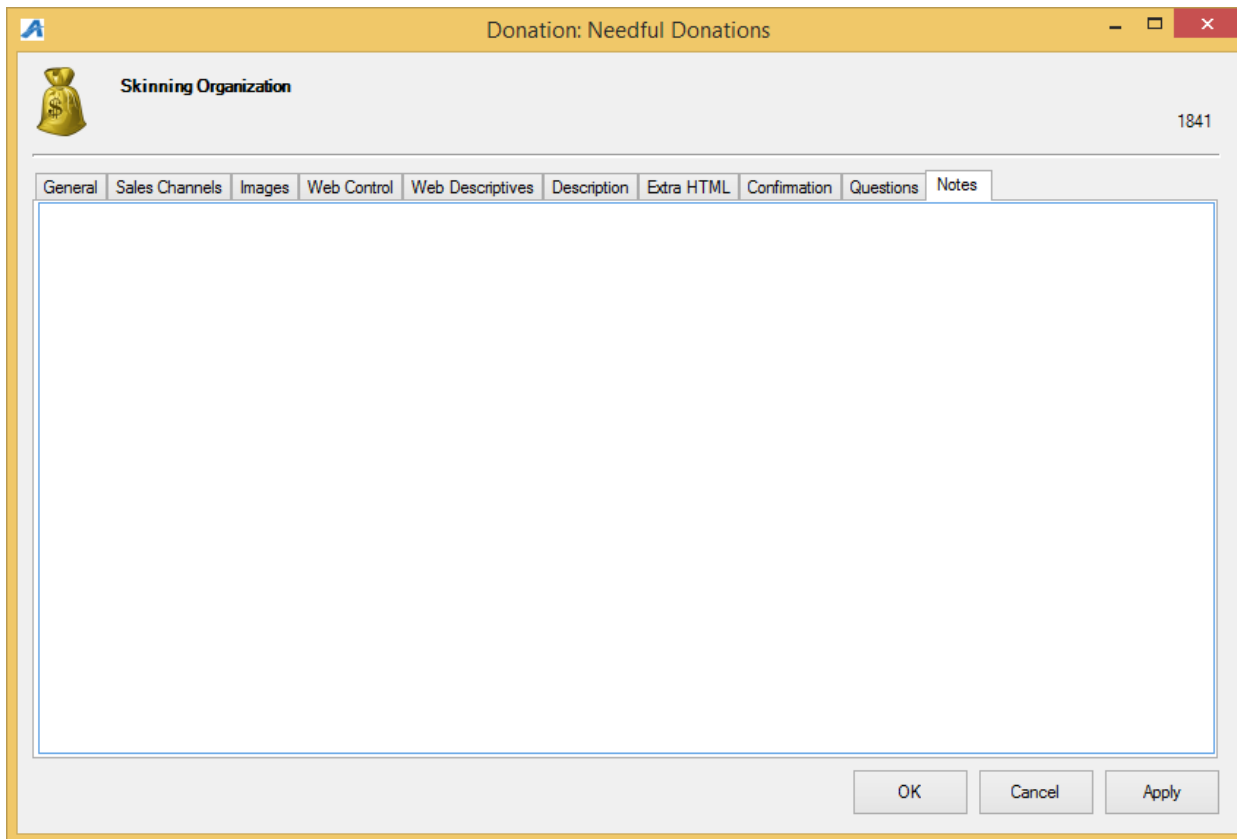 Donation: Needful Donations
Skinning Organization
1841
General Sales Channels Images Web Control Web Descriptives Description Extra HTML Confirmation Questions Notes
OK Cancel Apply